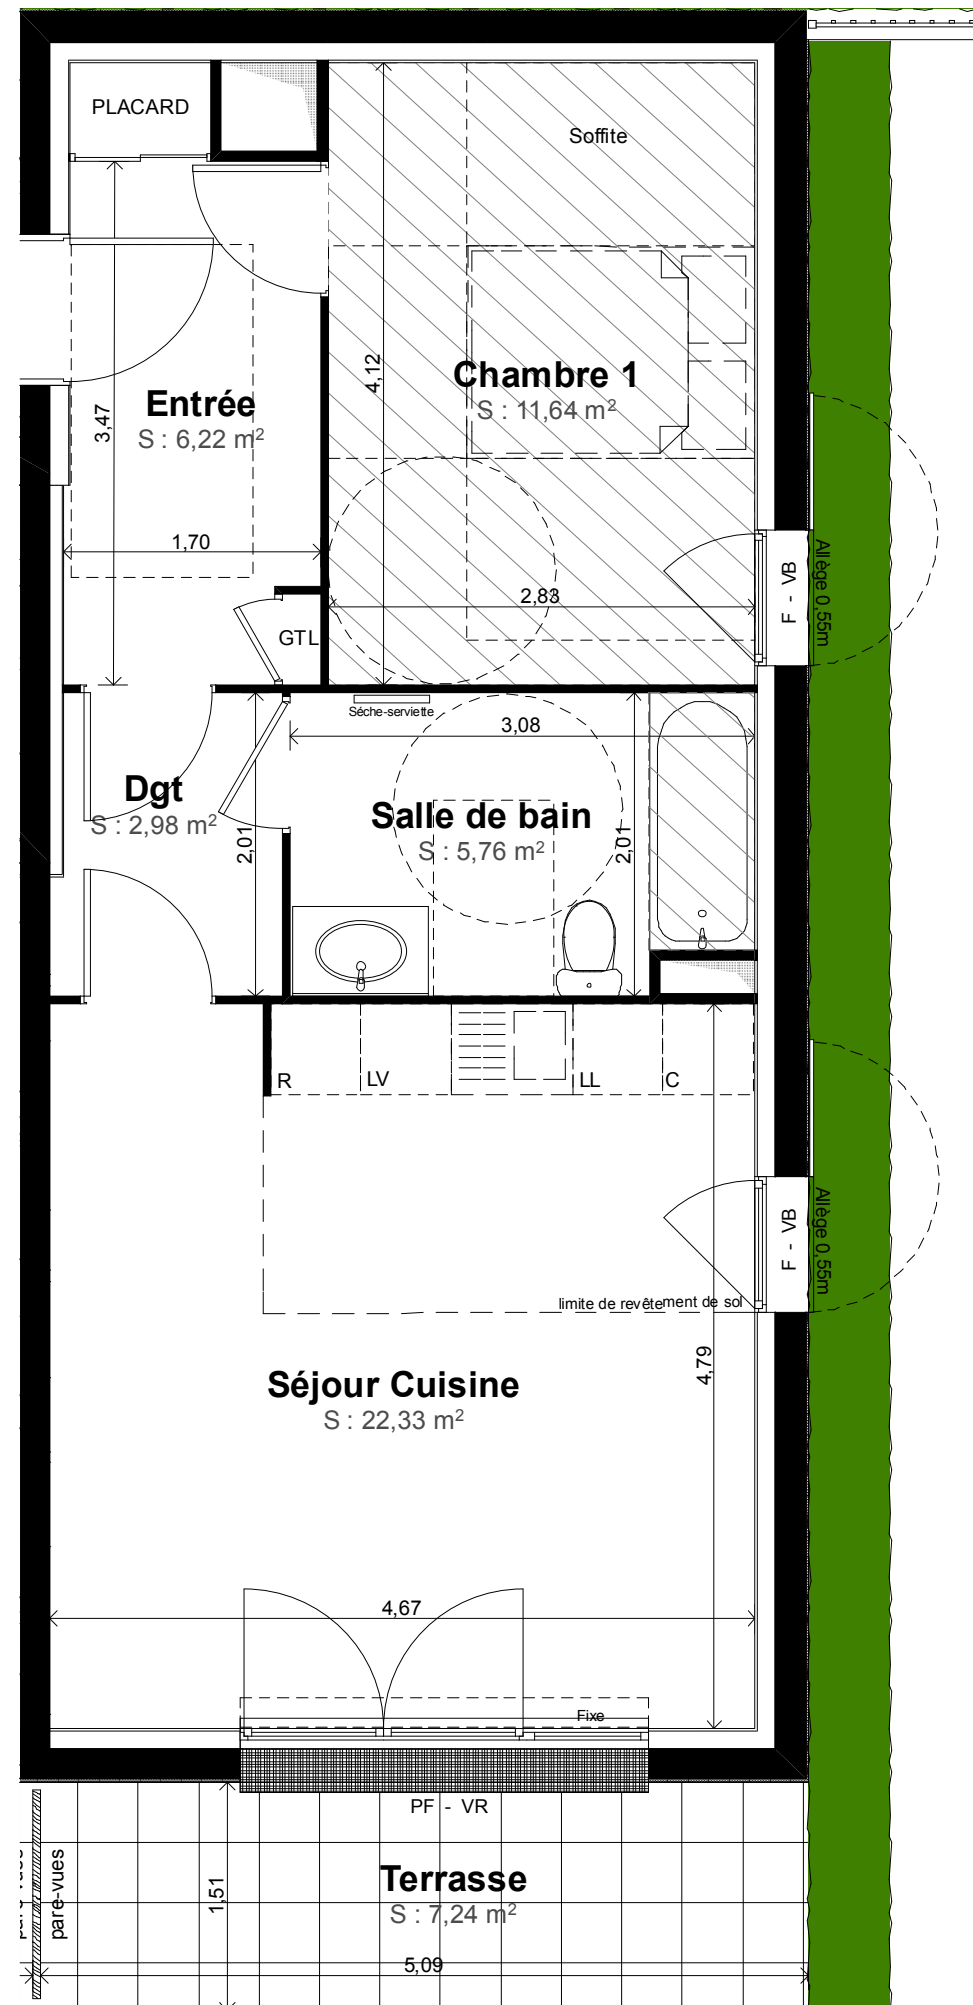 PLACARD
Soffite
4,12
3,47
Entrée
S : 6,22 m²
Chambre 1
S : 11,64 m²
1,70
2,83
F - VB
Allège 0,55m
GTL
Sèche-serviette
3,08
Dgt
S : 2,98 m²
2,01
Salle de bain
S : 5,76 m²
2,01
R
LV
LL
C
F - VB
Allège 0,55m
limite de revêtement de sol
4,79
Séjour Cuisine
S : 22,33 m²
4,67
Fixe
PF - VR
pare-vues
1,51
Terrasse
S : 7,24 m²
5,09